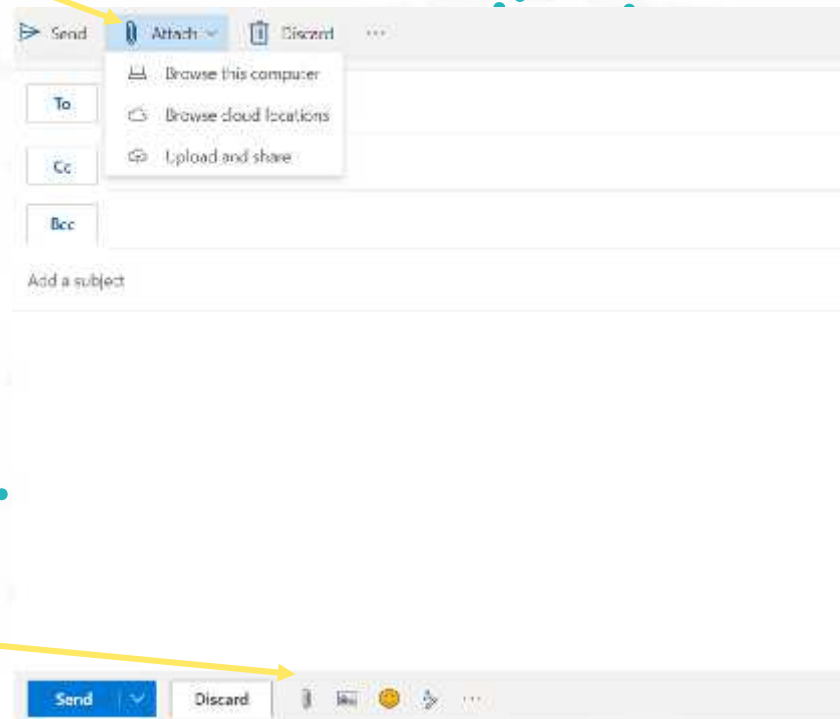 Send Attach Discard ...
Browse this computer
To
Browse cloud locations
Cc
Upload and share
Bcc
Add a subject
Send Discard ...